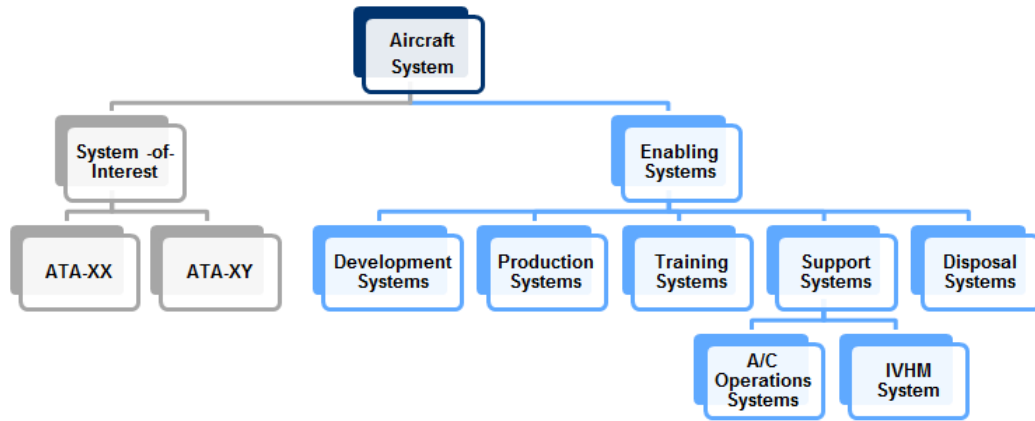 Aircraft
System
System -of-
Interest
Enabling
Systems
ATA-XX
ATA-XY
Development
Systems
Production
Systems
Training
Systems
Support
Systems
Disposal
Systems
A/C
Operations
Systems
IVHM
System